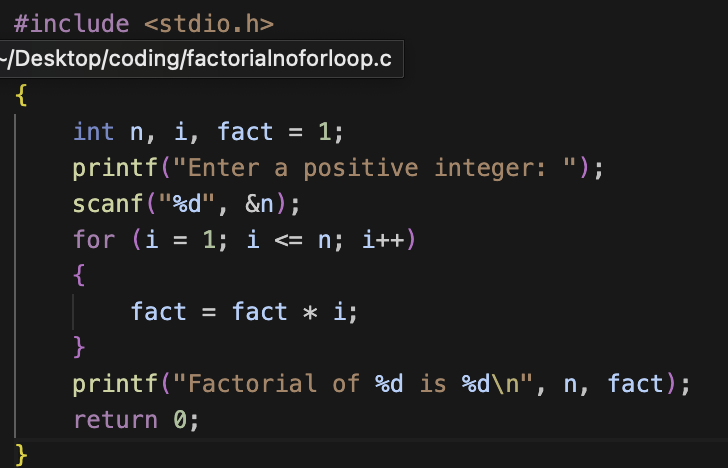 #include <stdio.h>
~/Desktop/coding/factorialnoforloop.c
{
    int n, i, fact = 1;
    printf("Enter a positive integer: ");
    scanf("%d", &n);
    for (i = 1; i <= n; i++)
    {
        fact = fact * i;
    }
    printf("Factorial of %d is %d\n", n, fact);
    return 0;
}